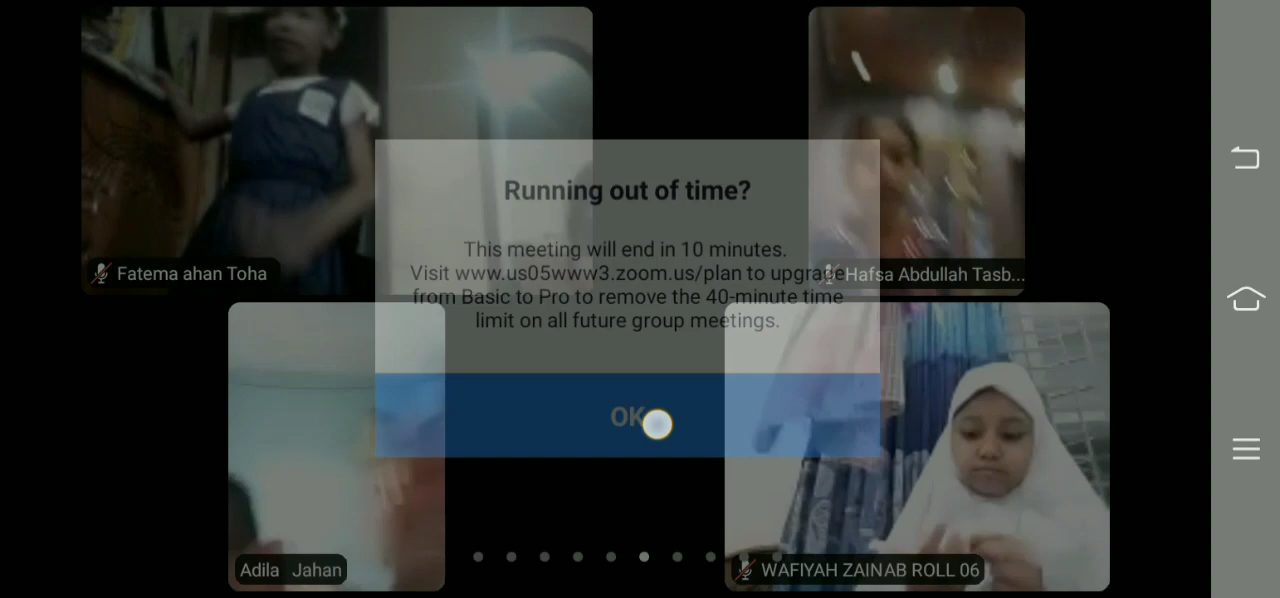 Running out of time?
This meeting will end in 10 minutes.
Visit www.us05www3.zoom.us/plan to upgrade
from Basic to Pro to remove the 40-minute time
limit on all future group meetings.
OK
Fatema ahan Toha
Hafsa Abdullah Tasb...
Adila Jahan
WAFIYAH ZAINAB ROLL 06